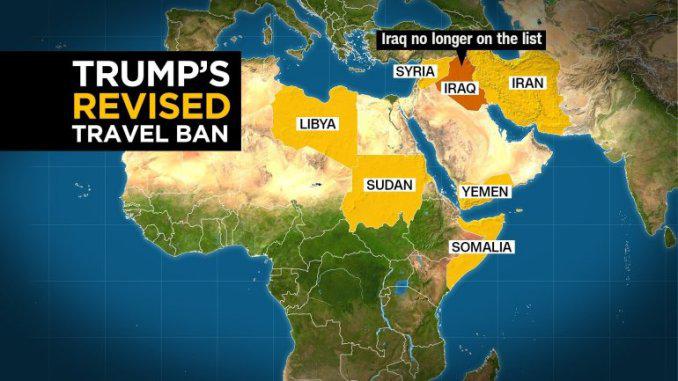 TRUMP'S
REVISED
TRAVEL BAN
Iraq no longer on the list
SYRIA
IRAQ
IRAN
LIBYA
SUDAN
YEMEN
SOMALIA